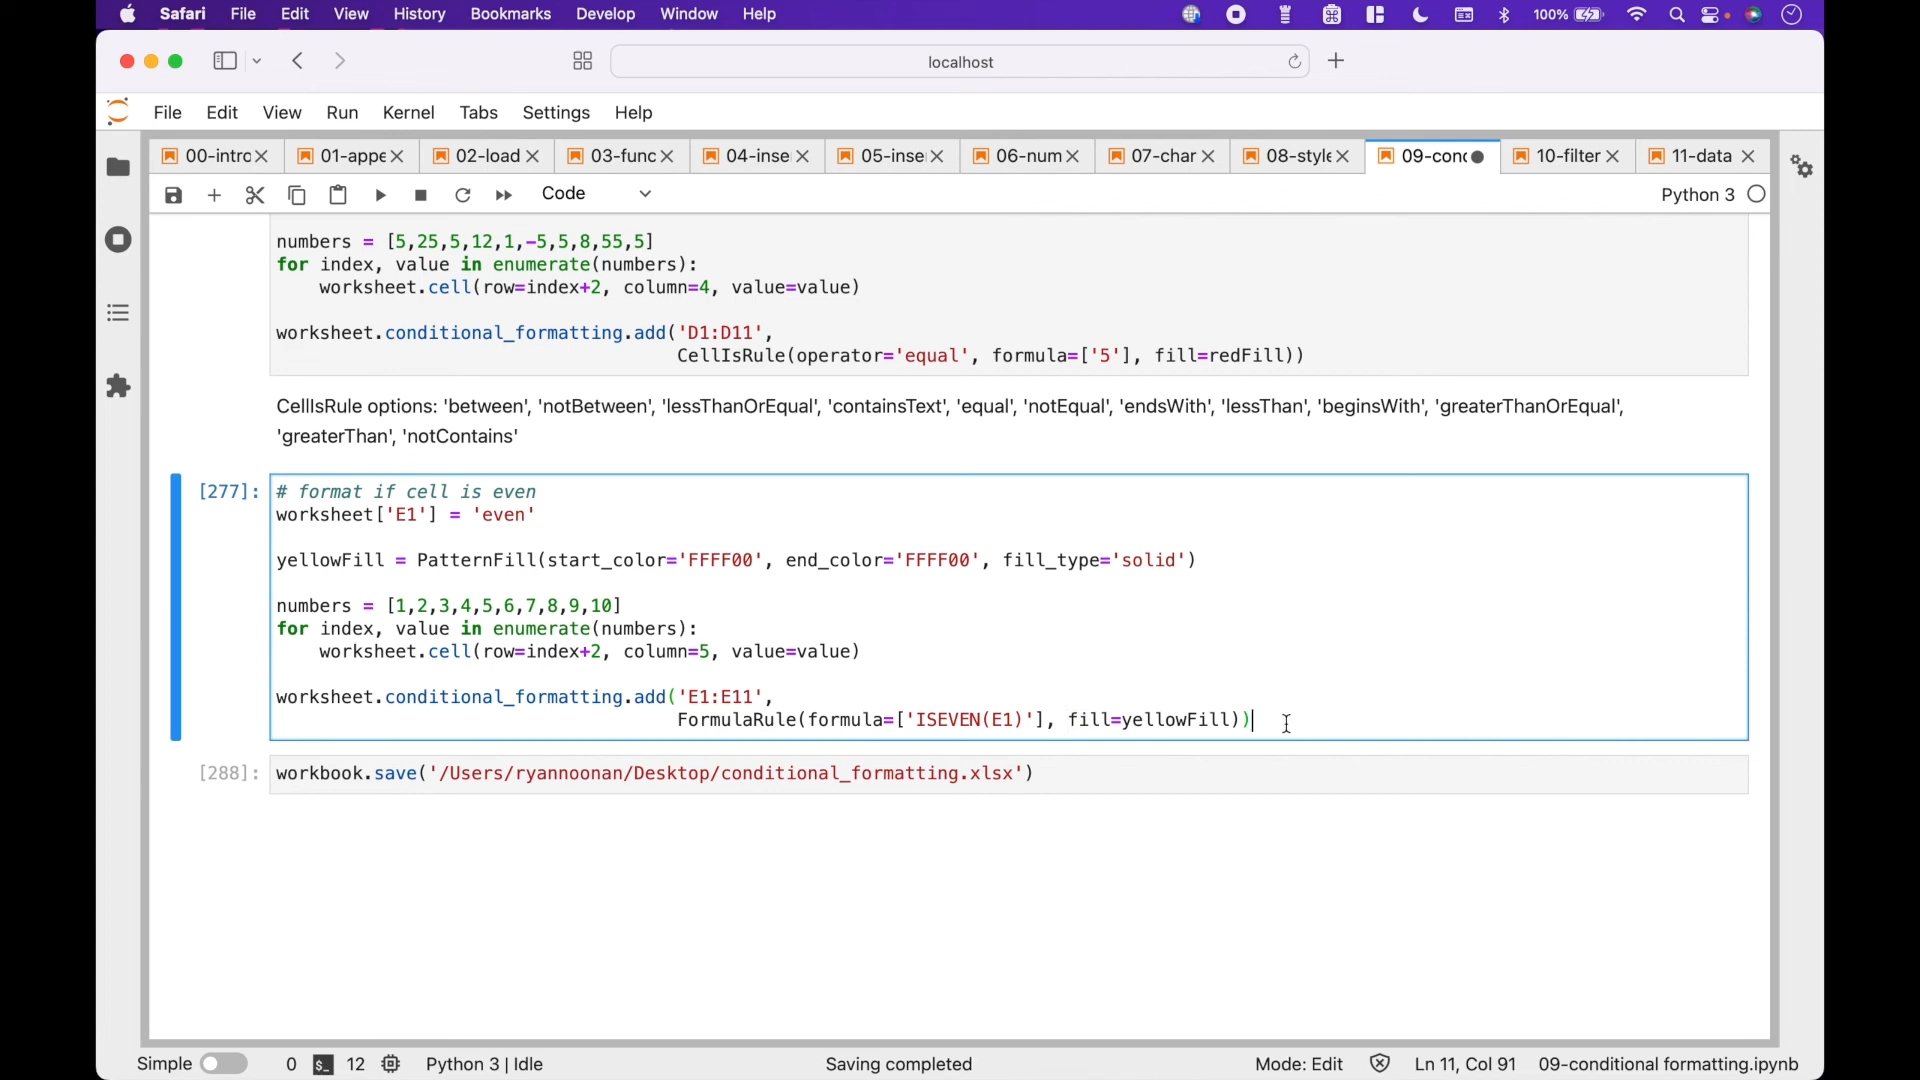 Safari File Edit View History Bookmarks Develop Window Help 100%
localhost
File Edit View Run Kernel Tabs Settings Help
00-intro 01-appe 02-load 03-func 04-inse 05-inse 06-num 07-char 08-style 09-conc 10-filter 11-data
Code Python 3
numbers = [5,25,5,12,1,-5,5,8,55,5]
for index, value in enumerate(numbers):
worksheet.cell(row=index+2, column=4, value=value)
worksheet.conditional_formatting.add('D1:D11',
CellIsRule(operator='equal', formula=['5'], fill=redFill))
CellIsRule options: 'between', 'notBetween', 'lessThanOrEqual', 'containsText', 'equal', 'notEqual', 'endsWith', 'lessThan', 'beginsWith', 'greaterThanOrEqual',
'greaterThan', 'notContains'
[277]: # format if cell is even
worksheet['E1'] = 'even'
yellowFill = PatternFill(start_color='FFFF00', end_color='FFFF00', fill_type='solid')
numbers = [1,2,3,4,5,6,7,8,9,10]
for index, value in enumerate(numbers):
worksheet.cell(row=index+2, column=5, value=value)
worksheet.conditional_formatting.add('E1:E11',
FormulaRule(formula=['ISEVEN(E1)'], fill=yellowFill))
[288]: workbook.save('/Users/ryannoonan/Desktop/conditional_formatting.xlsx')
Simple 0 $_ 12 Python 3 | Idle Saving completed Mode: Edit Ln 11, Col 91 09-conditional formatting.ipynb